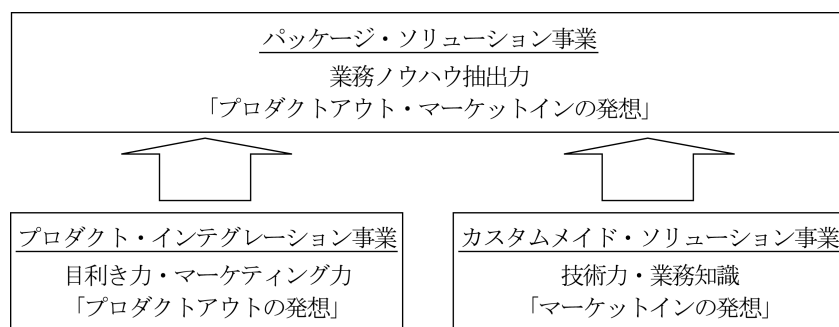 パッケージ・ソリューション事業
業務ノウハウ抽出力
「プロダクトアウト・マーケットインの発想」
プロダクト・インテグレーション事業
目利き力・マーケティング力
「プロダクトアウトの発想」
カスタムメイド・ソリューション事業
技術力・業務知識
「マーケットインの発想」